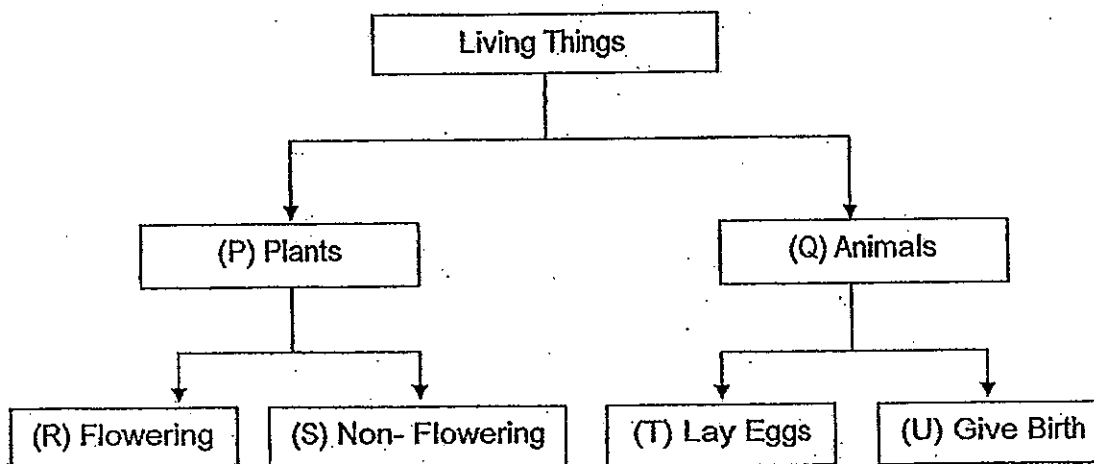 Living Things
(P) Plants
(Q) Animals
(R) Flowering
(S) Non- Flowering
(T) Lay Eggs
(U) Give Birth